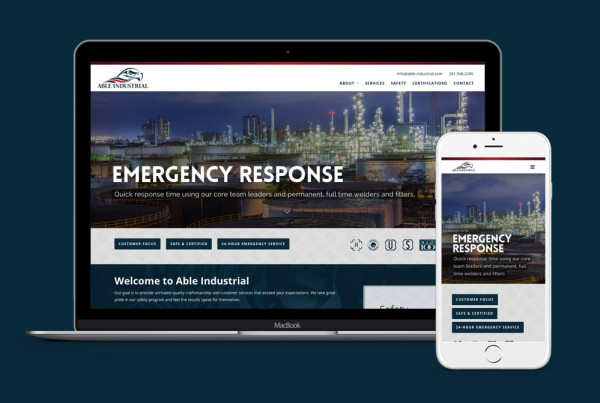 info@able-industrial.com 281.946.2290
ABLE INDUSTRIAL
ABOUT SERVICES SAFETY CERTIFICATIONS CONTACT
EMERGENCY RESPONSE
Quick response time using our core team leaders and permanent, full time welders and fitters.
CUSTOMER FOCUS SAFE & CERTIFIED 24-HOUR EMERGENCY SERVICE
Welcome to Able Industrial
Our goal is to provide unrivaled quality craftsmanship and customer services that exceed your expectations. We take great
pride in our safety program and feel the results speak for themselves.
Safety
MacBook
ABLE INDUSTRIAL
EMERGENCY
RESPONSE
Quick response time using our core
team leaders and permanent, full
time welders and fitters.
CUSTOMER FOCUS
SAFE & CERTIFIED
24-HOUR EMERGENCY SERVICE